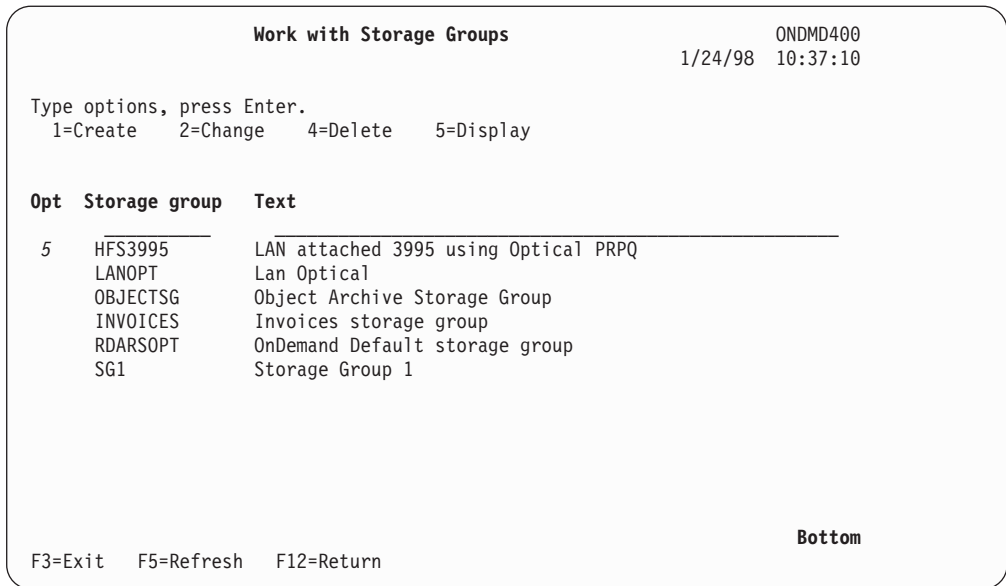 Work with Storage Groups ONDMD400
1/24/98 10:37:10
Type options, press Enter.
1=Create 2=Change 4=Delete 5=Display
Opt Storage group Text
5 HFS3995 LAN attached 3995 using Optical PRPQ
LANOPT Lan Optical
OBJECTSG Object Archive Storage Group
INVOICES Invoices storage group
RDARSOPT OnDemand Default storage group
SG1 Storage Group 1
Bottom
F3=Exit F5=Refresh F12=Return